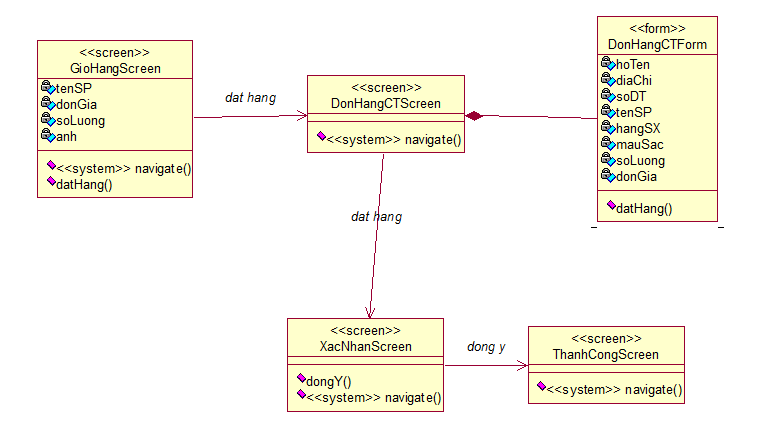 <<screen>>
GioHangScreen
tenSP
donGia
soLuong
anh
<<system>> navigate()
datHang()
dat hang
<<screen>>
DonHangCTScreen
<<system>> navigate()
<<form>>
DonHangCTForm
hoTen
diaChi
soDT
tenSP
hangSX
mauSac
soLuong
donGia
datHang()
dat hang
<<screen>>
XacNhanScreen
dongY()
<<system>> navigate()
dong y
<<screen>>
ThanhCongScreen
<<system>> navigate()